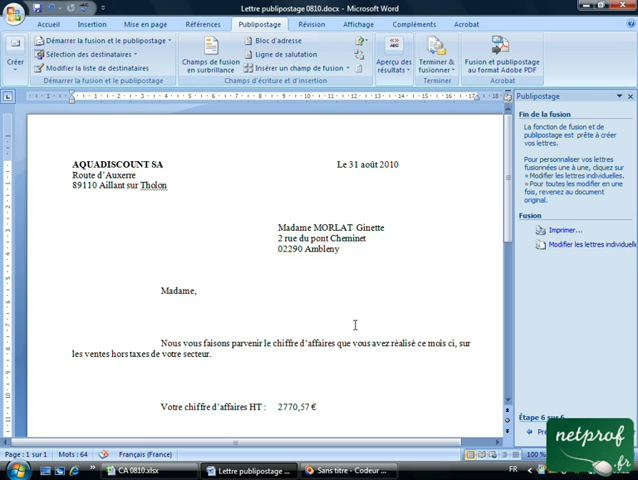 Lettre publipostage 0810.docx - Microsoft Word
Accueil Insertion Mise en page Références Publipostage Révision Affichage Compléments Acrobat
Créer
Démarrer la fusion et le publipostage
Sélection des destinataires
Modifier la liste de destinataires
Champs de fusion en surbrillance
Bloc d'adresse
Ligne de salutation
Insérer un champ de fusion
Aperçu des résultats
Terminer & fusionner
Fusion et publipostage au format Adobe PDF
Démarrer la fusion et le publipostage
Champs d'écriture et d'insertion
Terminer
Acrobat
Publipostage
Fin de la fusion
La fonction de fusion et de publipostage est prête à créer vos lettres.
Pour personnaliser vos lettres fusionnées une à une, cliquez sur « Modifier les lettres individuelles. » Pour toutes les modifier en une fois, revenez au document original.
Fusion
Imprimer...
Modifier les lettres individuelle
Étape 6 sur 6
AQUADISCOUNT SA
Le 31 août 2010
Route d'Auxerre
89110 Aillant sur Tholon
Madame MORLAT Ginette
2 rue du pont Cheminet
02290 Ambleny
Madame,
Nous vous faisons parvenir le chiffre d'affaires que vous avez réalisé ce mois ci, sur
les ventes hors taxes de votre secteur.
Votre chiffre d'affaires HT : 2770,57 €
Page : 1 sur 1 Mots : 64 Français (France) 100 %
CA 0810.xlsx
Lettre publipostage ...
Sans titre - Codeur ...
FR
netprof
.fr